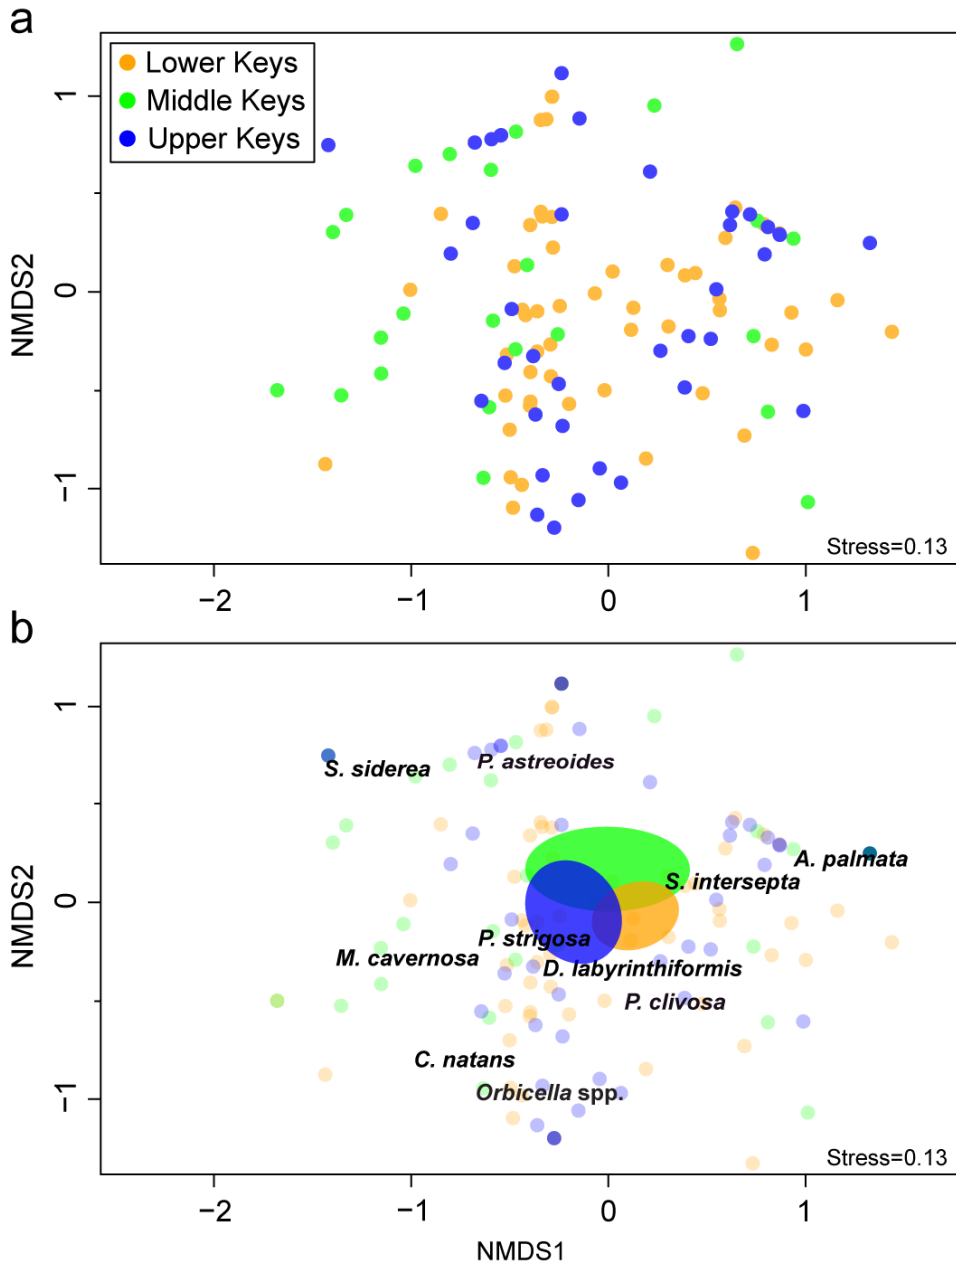 a
Lower Keys
Middle Keys
Upper Keys
1
0
−1
NMDS2
Stress=0.13
−2 −1 0 1
b
S. siderea
P. astreoides
A. palmata
S. intersepta
P. strigosa
M. cavernosa
D. labyrinthiformis
P. clivosa
C. natans
Orbicella spp.
1
0
−1
NMDS2
Stress=0.13
−2 −1 0 1
NMDS1